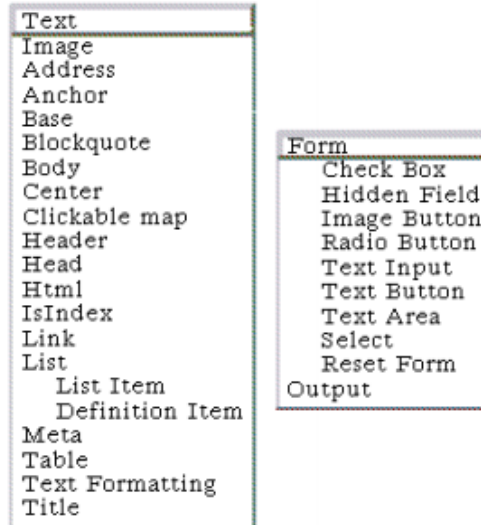 Text
Image
Address
Anchor
Base
Blockquote
Body
Center
Clickable map
Header
Head
Html
IsIndex
Link
List
List Item
Definition Item
Meta
Table
Text Formatting
Title
Form
Check Box
Hidden Field
Image Button
Radio Button
Text Input
Text Button
Text Area
Select
Reset Form
Output